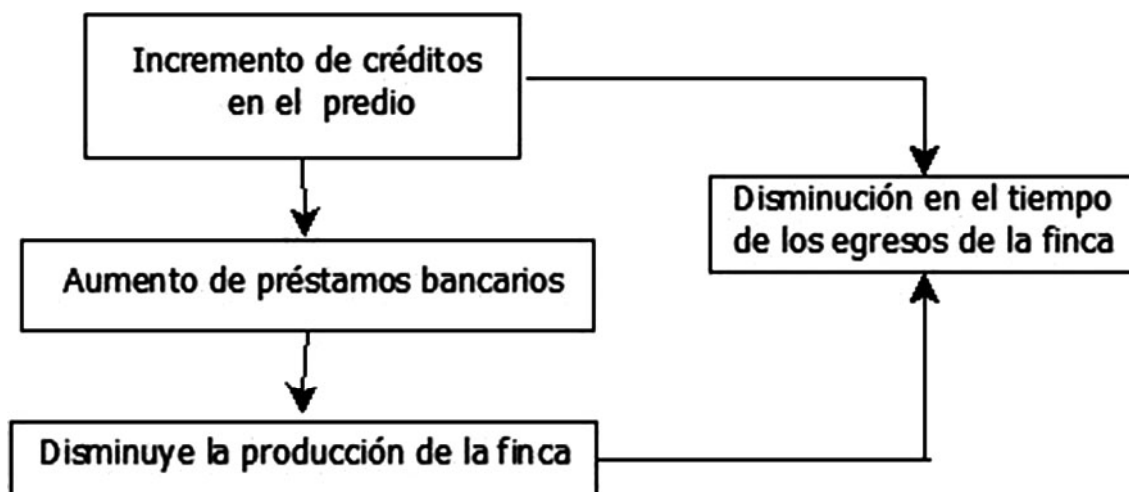 Incremento de créditos
en el predio
Disminución en el tiempo
de los egresos de la finca
Aumento de préstamos bancarios
Disminuye la producción de la finca